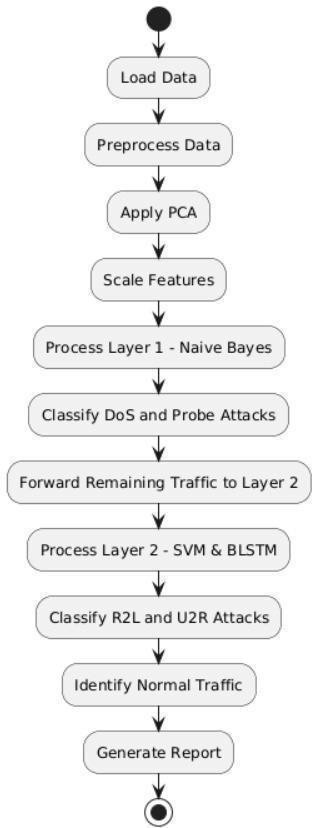 Load Data
Preprocess Data
Apply PCA
Scale Features
Process Layer 1 - Naive Bayes
Classify DoS and Probe Attacks
Forward Remaining Traffic to Layer 2
Process Layer 2 - SVM & BLSTM
Classify R2L and U2R Attacks
Identify Normal Traffic
Generate Report